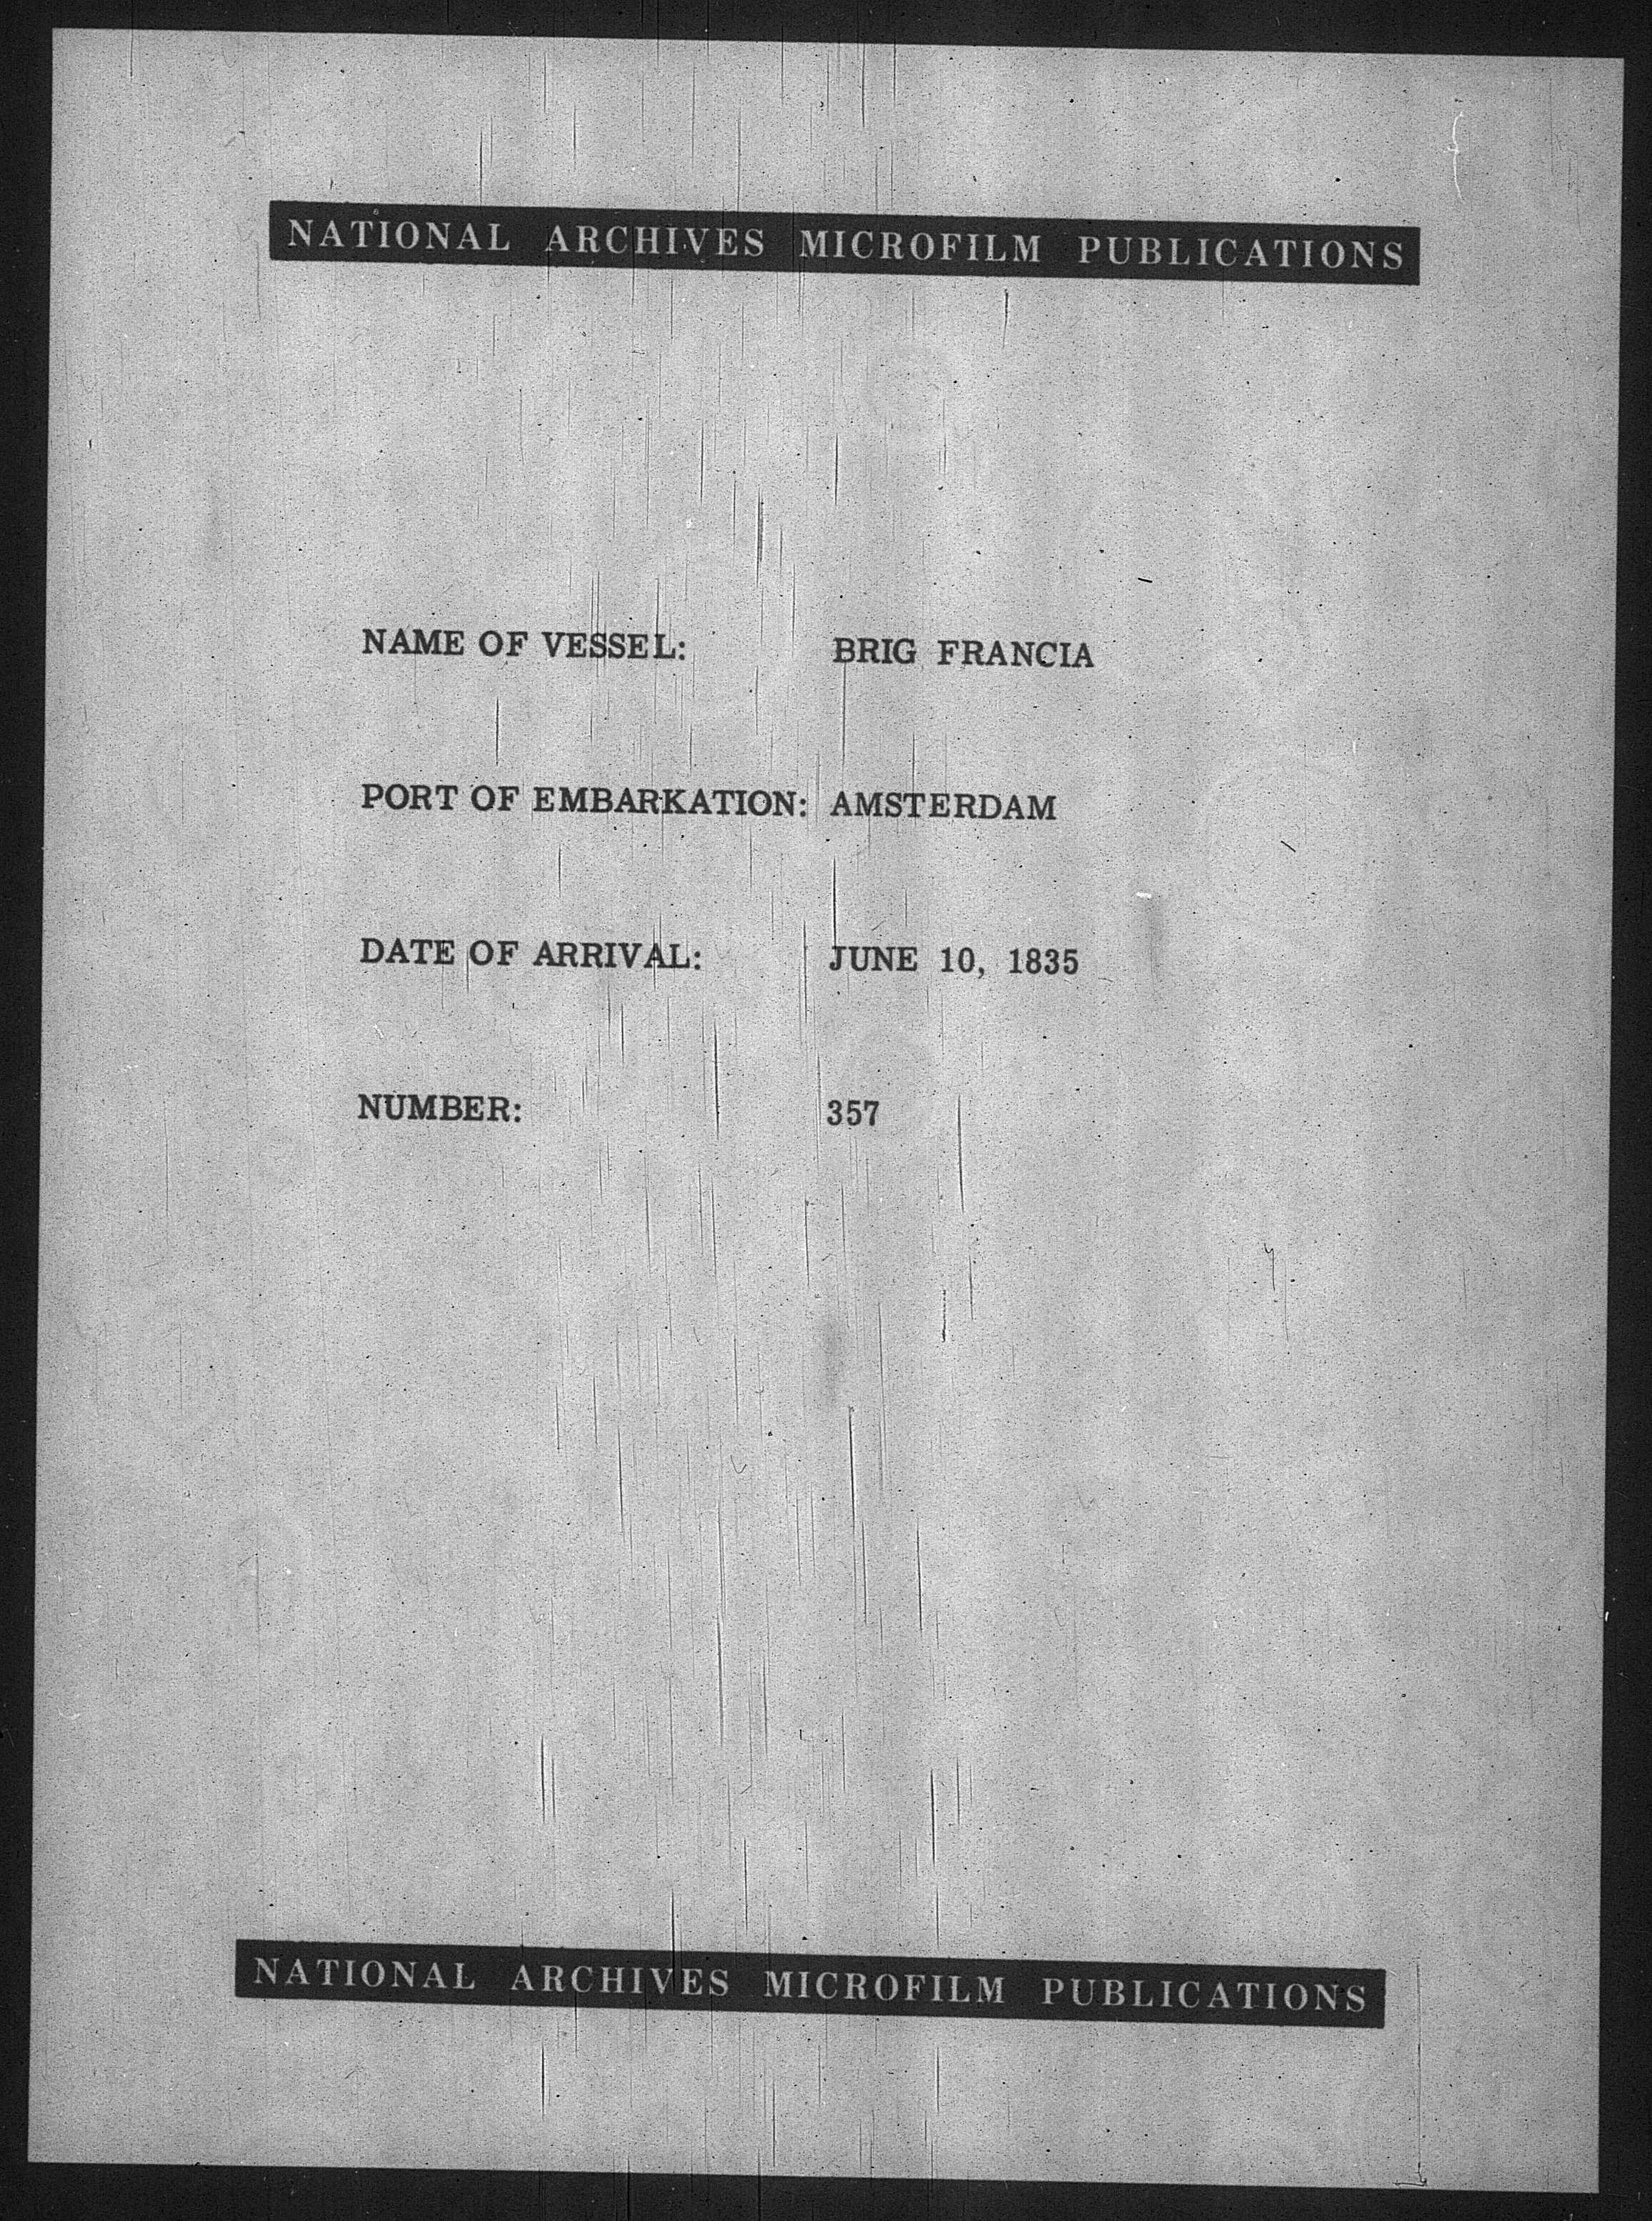 NATIONAL ARCHIVES MICROFILM PUBLICATIONS
NAME OF VESSEL: BRIG FRANCIA
PORT OF EMBARKATION: AMSTERDAM
DATE OF ARRIVAL: JUNE 10, 1835
NUMBER: 357
NATIONAL ARCHIVES MICROFILM PUBLICATIONS